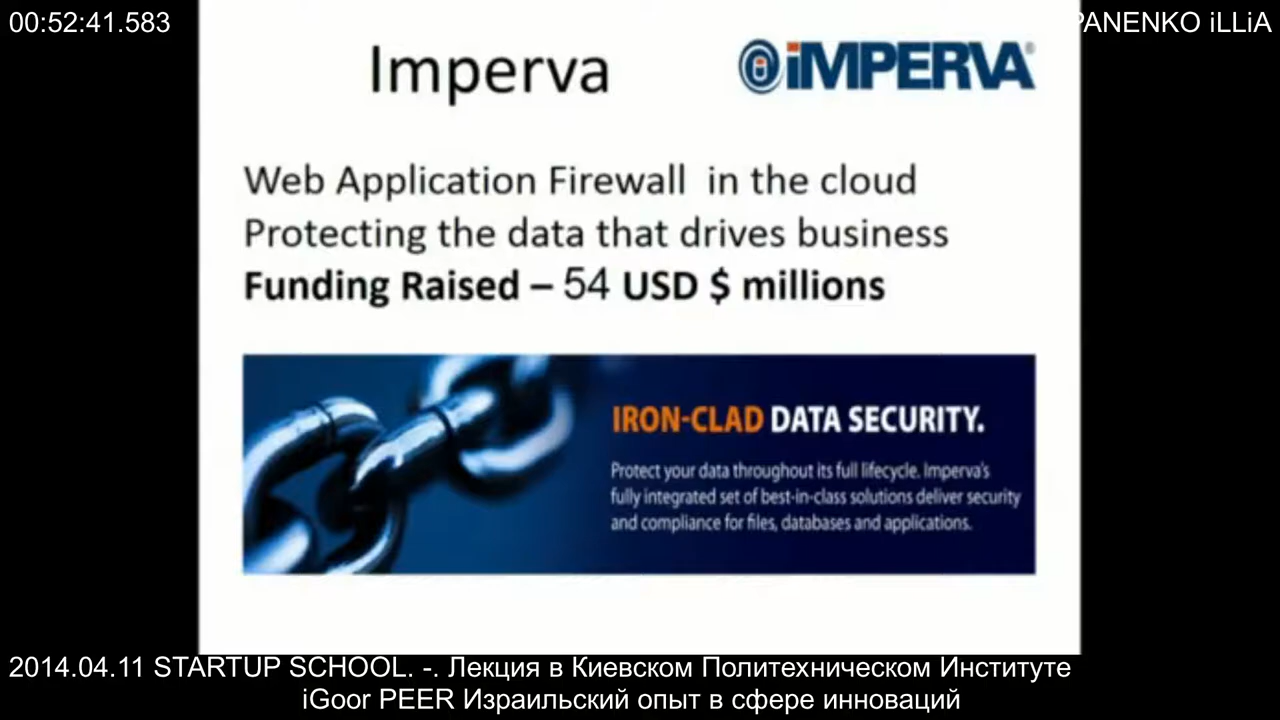 00:52:41.583
PANENKO iLLiA
Imperva
iMPERVA®
Web Application Firewall in the cloud
Protecting the data that drives business
Funding Raised – 54 USD $ millions
IRON-CLAD DATA SECURITY.
Protect your data throughout its full lifecycle. Imperva's
fully integrated set of best-in-class solutions deliver security
and compliance for files, databases and applications.
2014.04.11 STARTUP SCHOOL. -. Лекция в Киевском Политехническом Институте
iGoor PEER Израильский опыт в сфере инноваций